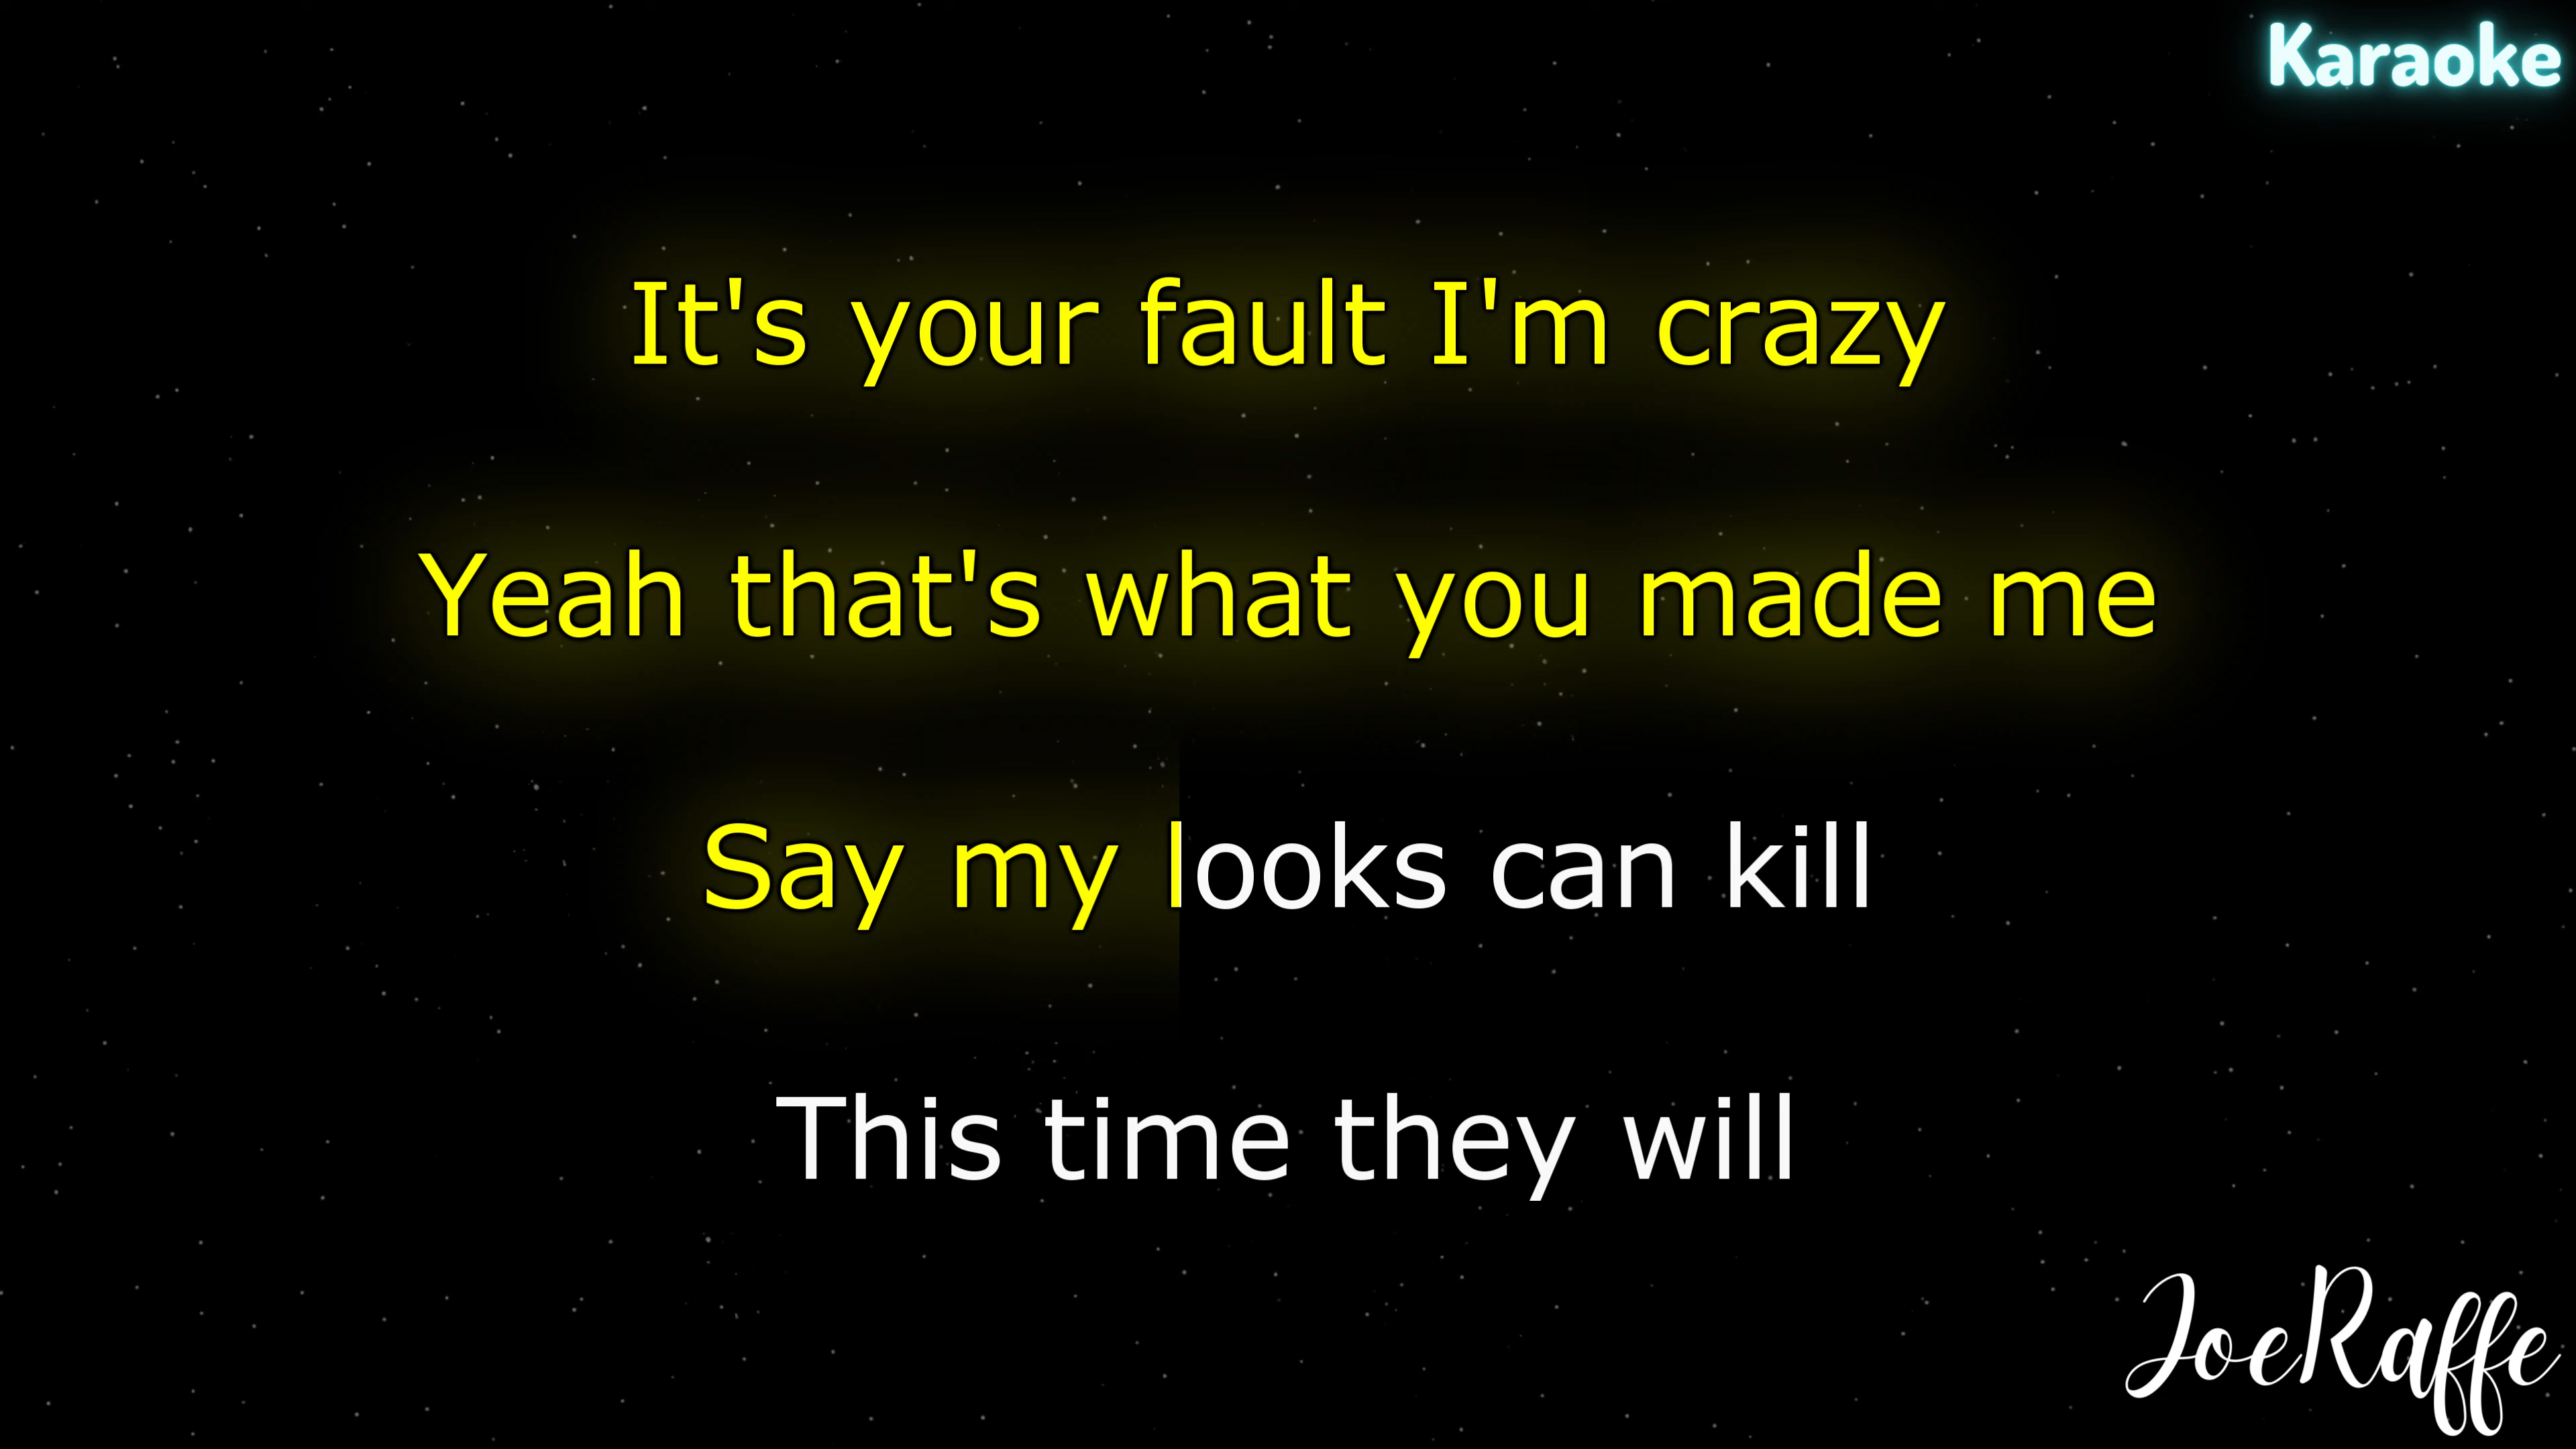 Karaoke
It's your fault I'm crazy
Yeah that's what you made me
Say my looks can kill
This time they will
JoeRaffe